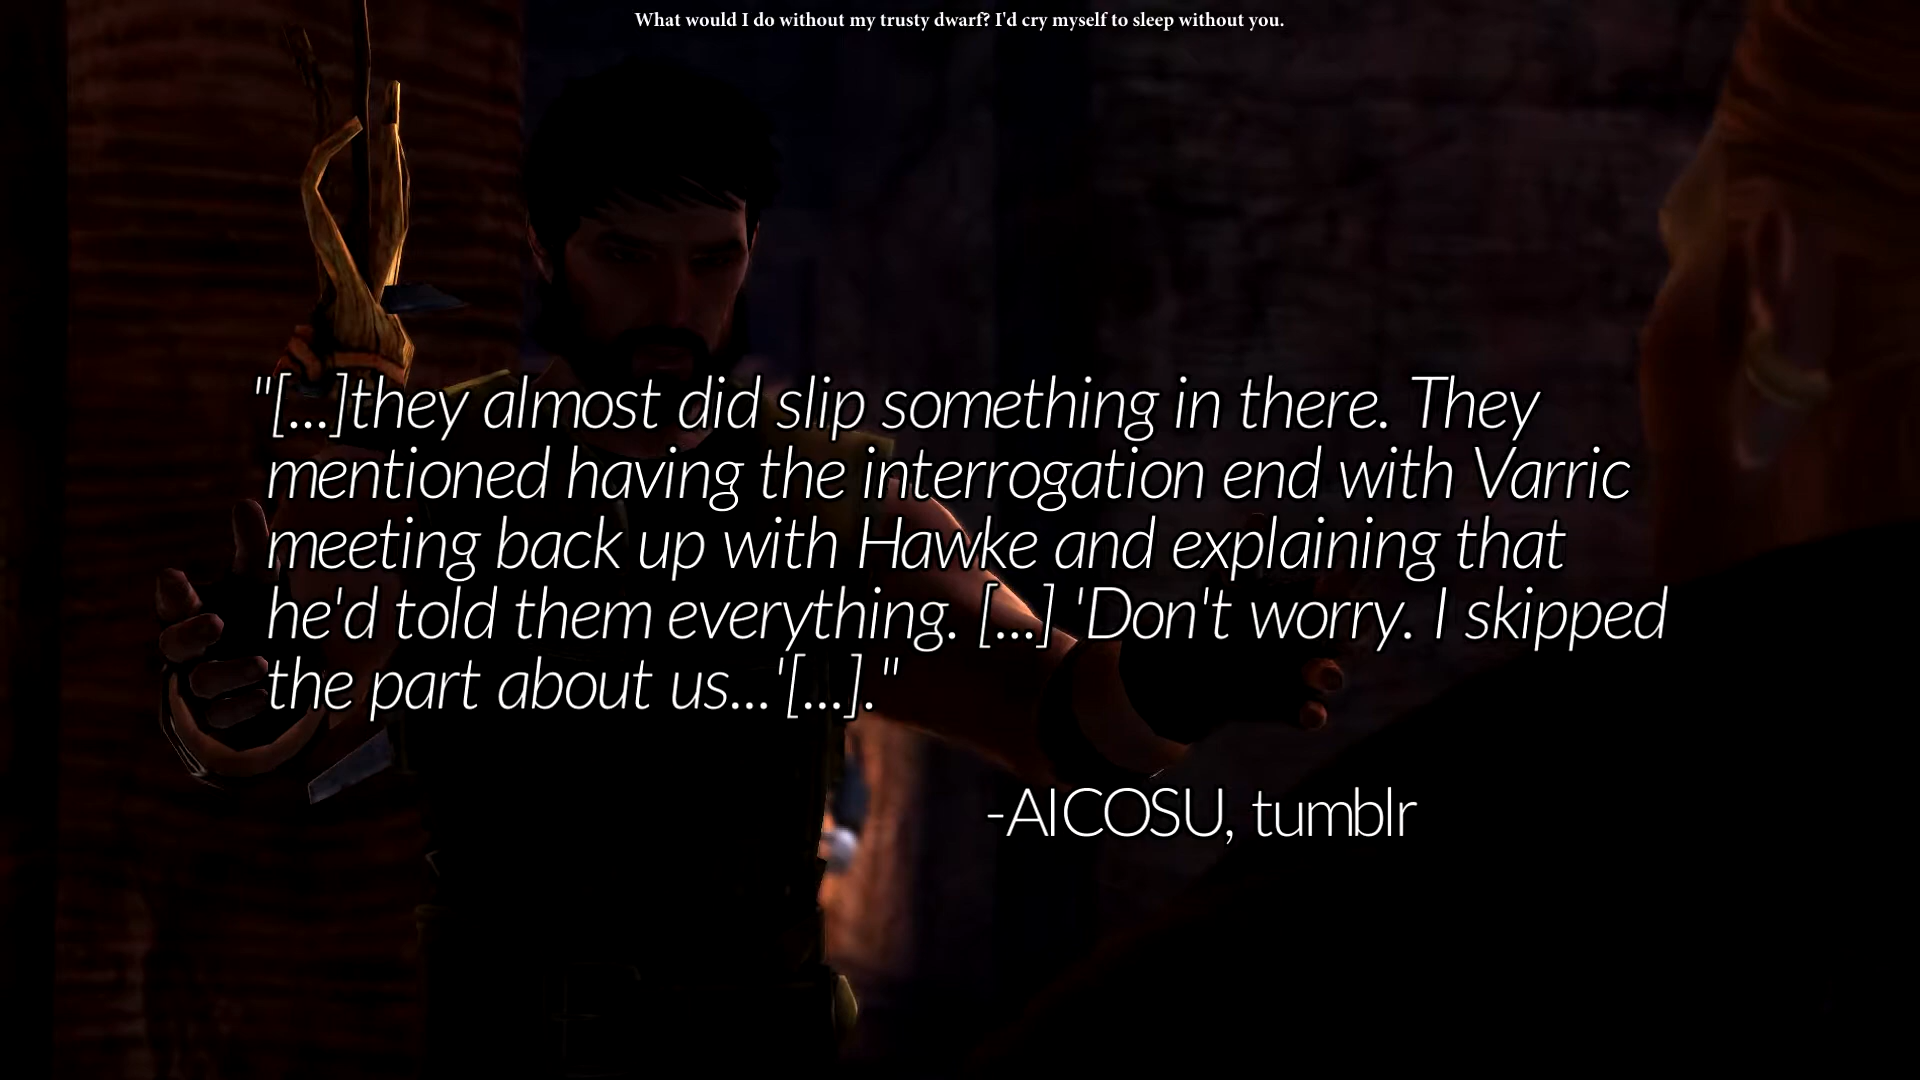 What would I do without my trusty dwarf? I'd cry myself to sleep without you.
"[...]they almost did slip something in there. They
mentioned having the interrogation end with Varric
meeting back up with Hawke and explaining that
he'd told them everything. [...] 'Don't worry. I skipped
the part about us...'[...]."
-AICOSU, tumblr